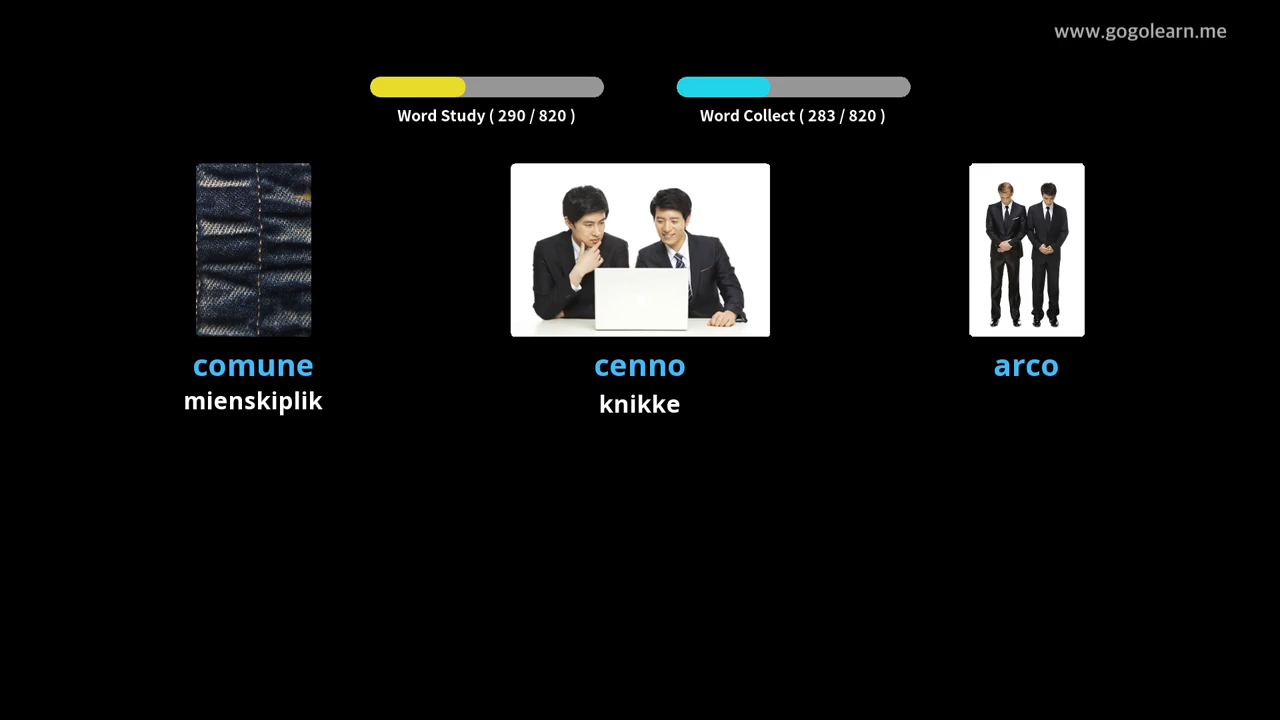 www.gogolearn.me
Word Study ( 290 / 820 )
Word Collect ( 283 / 820 )
comune
mienskiplik
cenno
knikke
arco